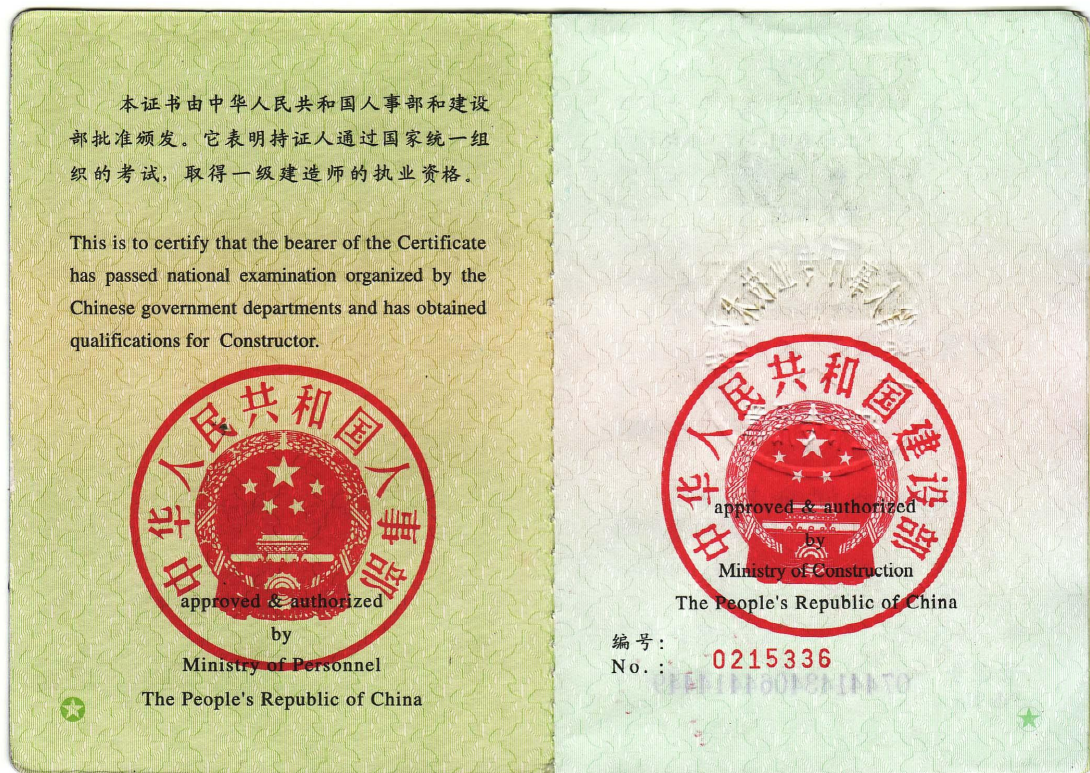 本证书由中华人民共和国人事部和建设
部批准颁发。它表明持证人通过国家统一组
织的考试，取得一级建造师的执业资格。
This is to certify that the bearer of the Certificate
has passed national examination organized by the
Chinese government departments and has obtained
qualifications for Constructor.
中华人民共和国人事部
approved & authorized
by
Ministry of Personnel
The People's Republic of China
中华人民共和国建设部
approved & authorized
by
Ministry of Construction
The People's Republic of China
编号：
No.： 0215336